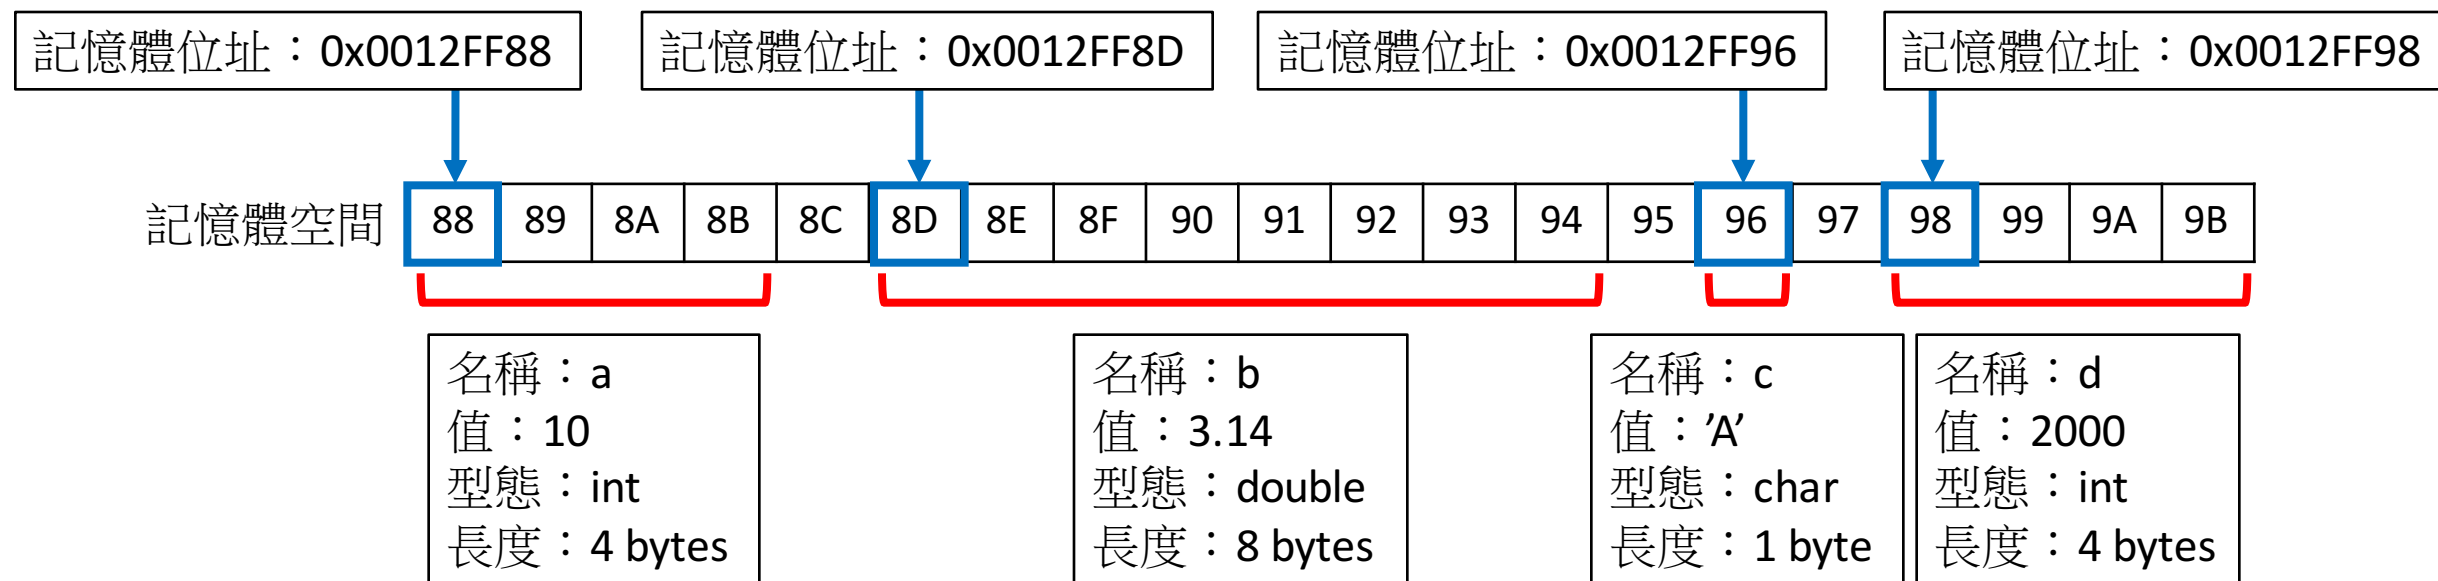 記憶體位址：0x0012FF88
記憶體位址：0x0012FF8D
記憶體位址：0x0012FF96
記憶體位址：0x0012FF98
記憶體空間 88 89 8A 8B 8C 8D 8E 8F 90 91 92 93 94 95 96 97 98 99 9A 9B
名稱：a
值：10
型態：int
長度：4 bytes
名稱：b
值：3.14
型態：double
長度：8 bytes
名稱：c
值：’A’
型態：char
長度：1 byte
名稱：d
值：2000
型態：int
長度：4 bytes